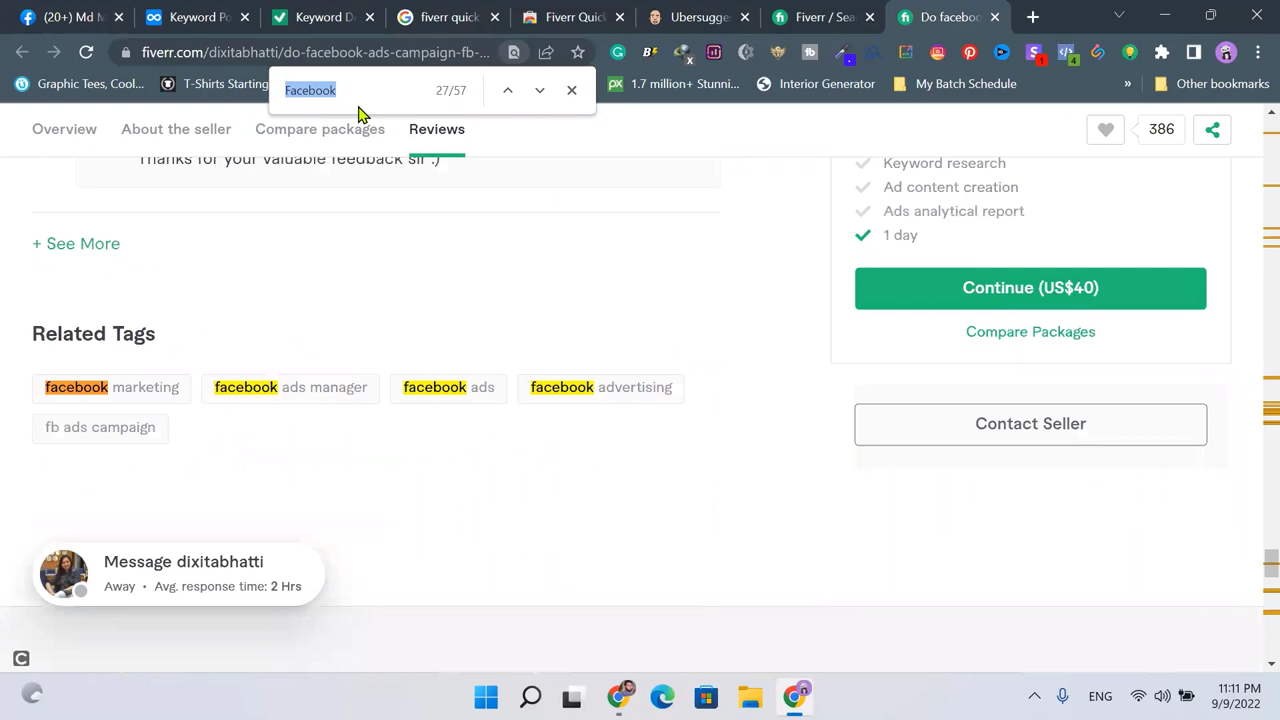 (20) Md M
Keyword Po
Keyword D
fiverr quick
Fiverr Quick
Ubersugges
Fiverr / Sea
Do facebo
fiverr.com/dixitabhatti/do-facebook-ads-campaign-fb-...
Graphic Tees, Cool...
T-Shirts Starting
1.7 million+ Stunni...
Interior Generator
My Batch Schedule
»
Other bookmarks
Facebook 27/57
Overview
About the seller
Compare packages
Reviews
386
Thanks for your valuable feedback sir :)
+ See More
Keyword research
Ad content creation
Ads analytical report
1 day
Continue (US$40)
Compare Packages
Contact Seller
Related Tags
facebook marketing
facebook ads manager
facebook ads
facebook advertising
fb ads campaign
Message dixitabhatti
Away • Avg. response time: 2 Hrs
ENG
11:11 PM
9/9/2022